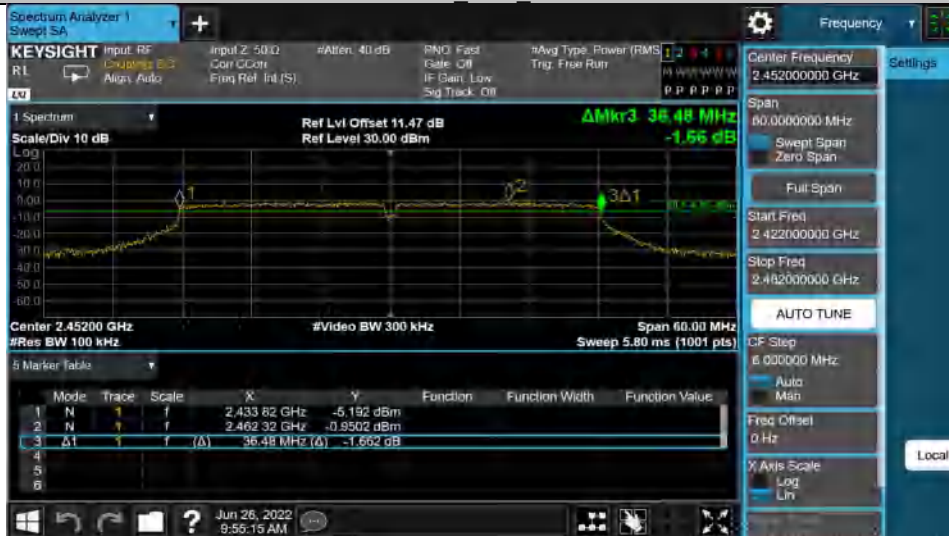 Spectrum Analyzer 1
Swept SA
+
Frequency
KEYSIGHT
RL
LXI
Input: RF
Align: Auto
Input Z: 50 Ω
Corr CCorr
Freq Ref: Int (S)
#Atten: 40 dB
PNO: Fast
Gate: Off
IF Gain: Low
Sig Track: Off
#Avg Type: Power (RMS
Trig: Free Run
1 2 3 4
P P P P P P
Center Frequency
2.452000000 GHz
Settings
Span
60.0000000 MHz
Swept Span
Zero Span
Full Span
Start Freq
2.422000000 GHz
Stop Freq
2.482000000 GHz
AUTO TUNE
CF Step
6.000000 MHz
Auto
Man
Freq Offset
0 Hz
X Axis Scale
Log
Lin
Local
1 Spectrum
Scale/Div 10 dB
Ref Lvl Offset 11.47 dB
Ref Level 30.00 dBm
ΔMkr3 36.48 MHz
-1.66 dB
Log
20.0
10.0
0.00
-10.0
-20.0
-30.0
-40.0
-50.0
-60.0
1
2
3Δ1
Center 2.45200 GHz
#Res BW 100 kHz
#Video BW 300 kHz
Span 60.00 MHz
Sweep 5.80 ms (1001 pts)
5 Marker Table
Mode Trace Scale X Y Function Function Width Function Value
1 N 1 f 2.433 82 GHz -5.192 dBm
2 N 1 f 2.462 32 GHz -0.9502 dBm
3 Δ1 1 f (Δ) 36.48 MHz (Δ) -1.662 dB
4
5
6
?
Jun 26, 2022
9:55:15 AM